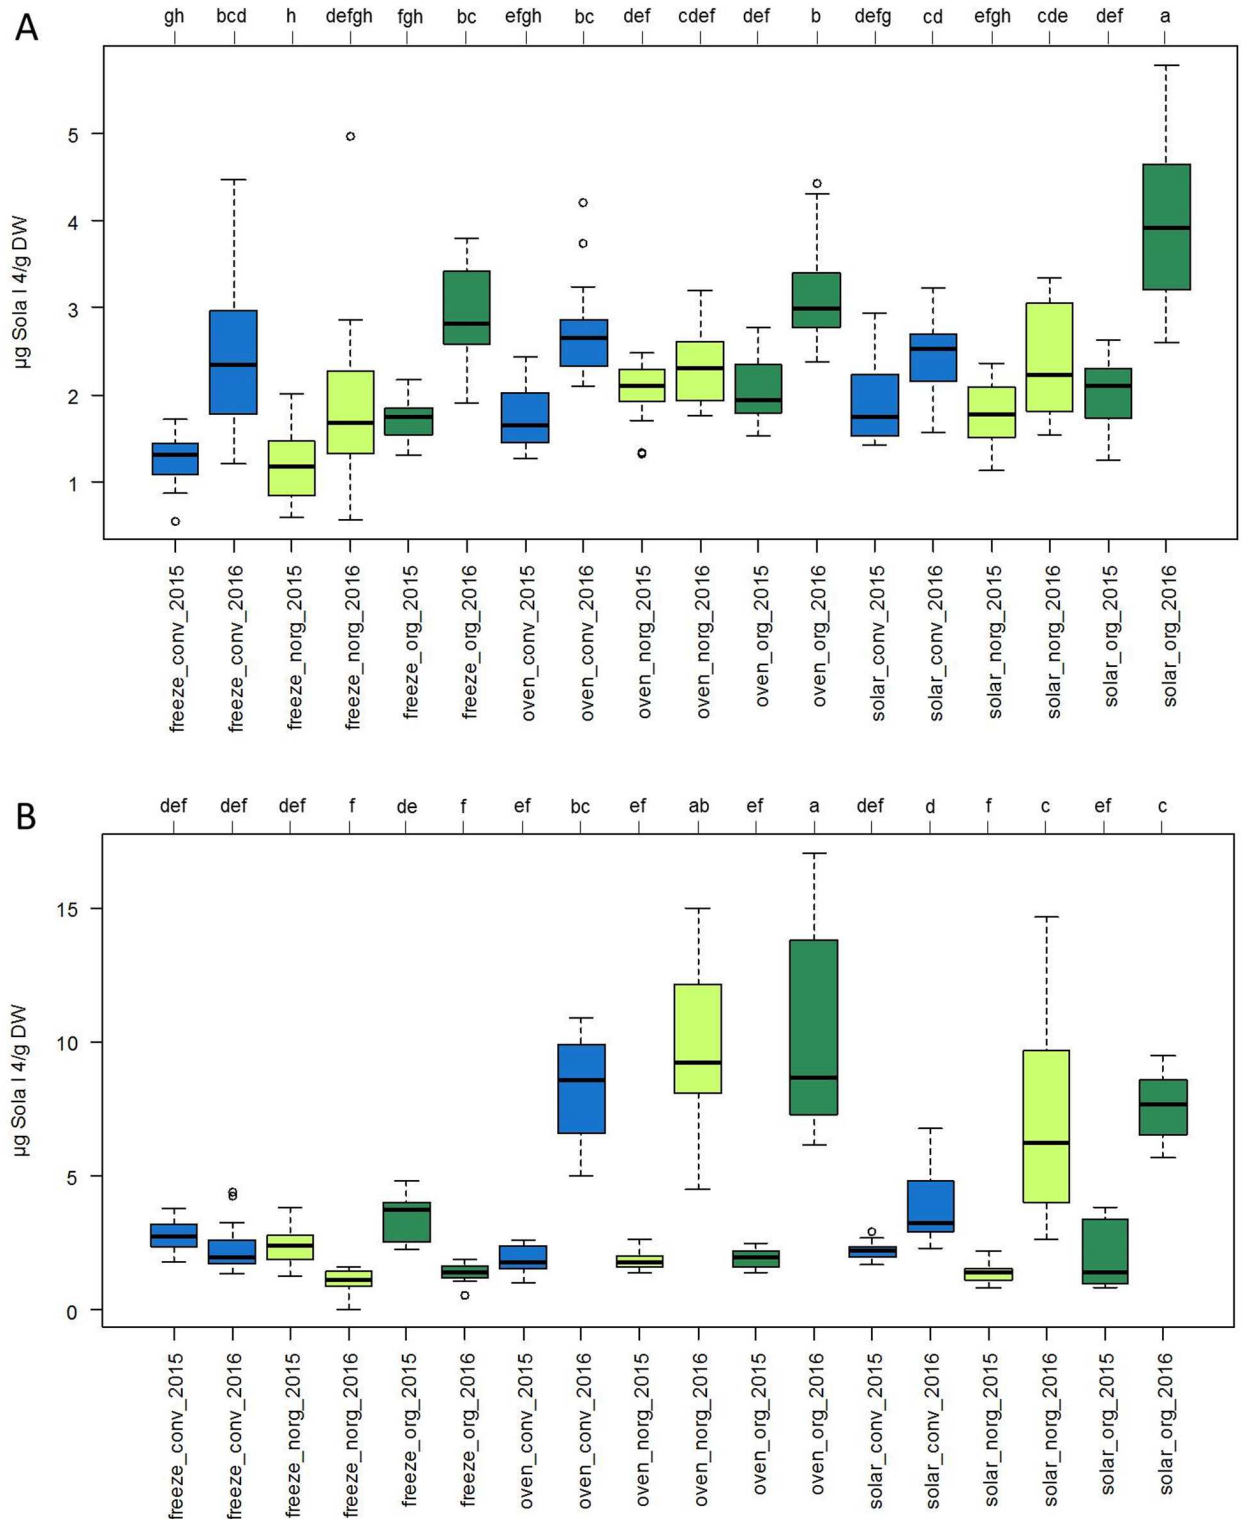 A
gh bcd h defgh fgh bc efgh bc def cdef def b defg cd efgh cde def a
µg Sola l 4/g DW
5
4
3
2
1
freeze_conv_2015
freeze_conv_2016
freeze_norg_2015
freeze_norg_2016
freeze_org_2015
freeze_org_2016
oven_conv_2015
oven_conv_2016
oven_norg_2015
oven_norg_2016
oven_org_2015
oven_org_2016
solar_conv_2015
solar_conv_2016
solar_norg_2015
solar_norg_2016
solar_org_2015
solar_org_2016
B
def def def f de f ef bc ef ab ef a def d f c ef c
µg Sola l 4/g DW
15
10
5
0
freeze_conv_2015
freeze_conv_2016
freeze_norg_2015
freeze_norg_2016
freeze_org_2015
freeze_org_2016
oven_conv_2015
oven_conv_2016
oven_norg_2015
oven_norg_2016
oven_org_2015
oven_org_2016
solar_conv_2015
solar_conv_2016
solar_norg_2015
solar_norg_2016
solar_org_2015
solar_org_2016